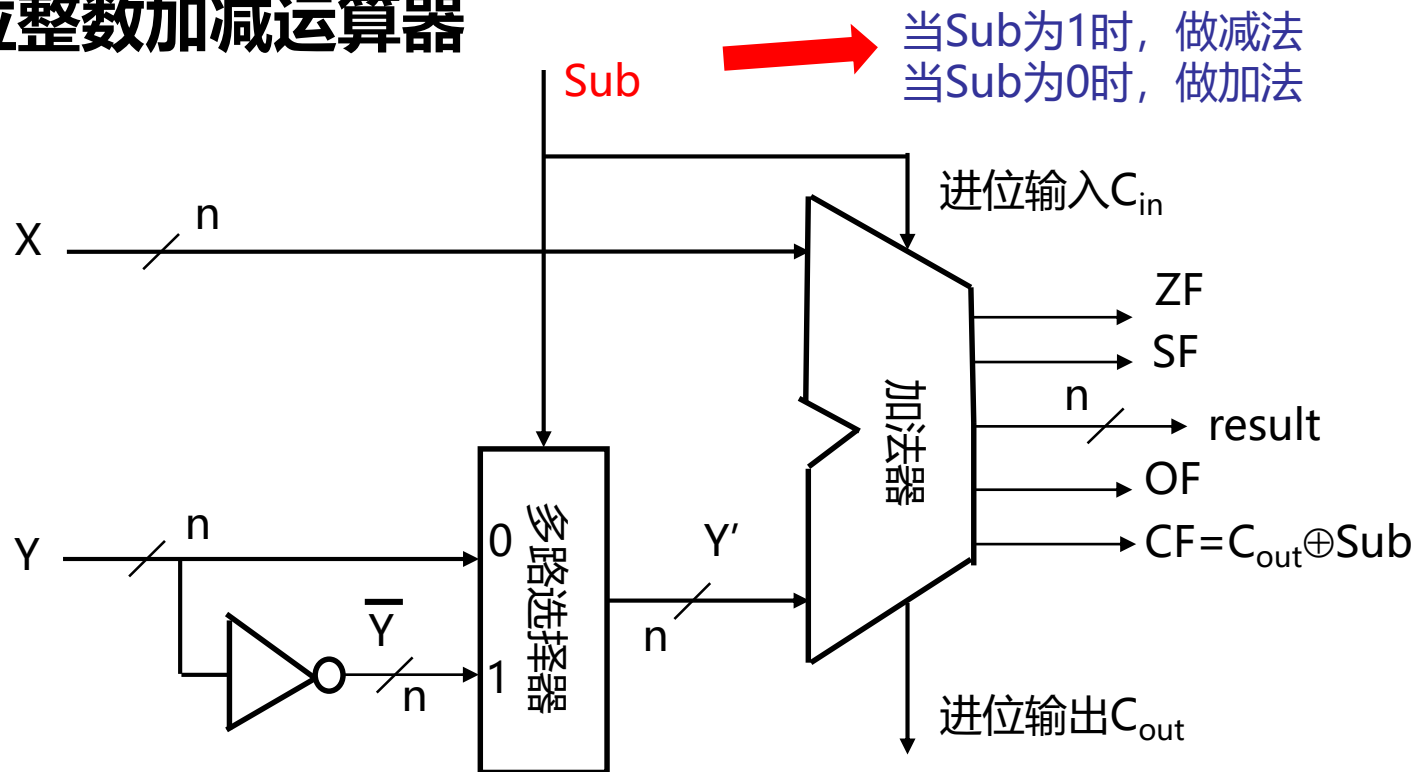 整数加减运算器
当Sub为1时，做减法
当Sub为0时，做加法
Sub
进位输入C_in
X
n
ZF
SF
n
result
OF
CF=C_out⊕Sub
加法器
Y
n
0
多路选择器
Y'
n
Y̅
n
1
进位输出C_out